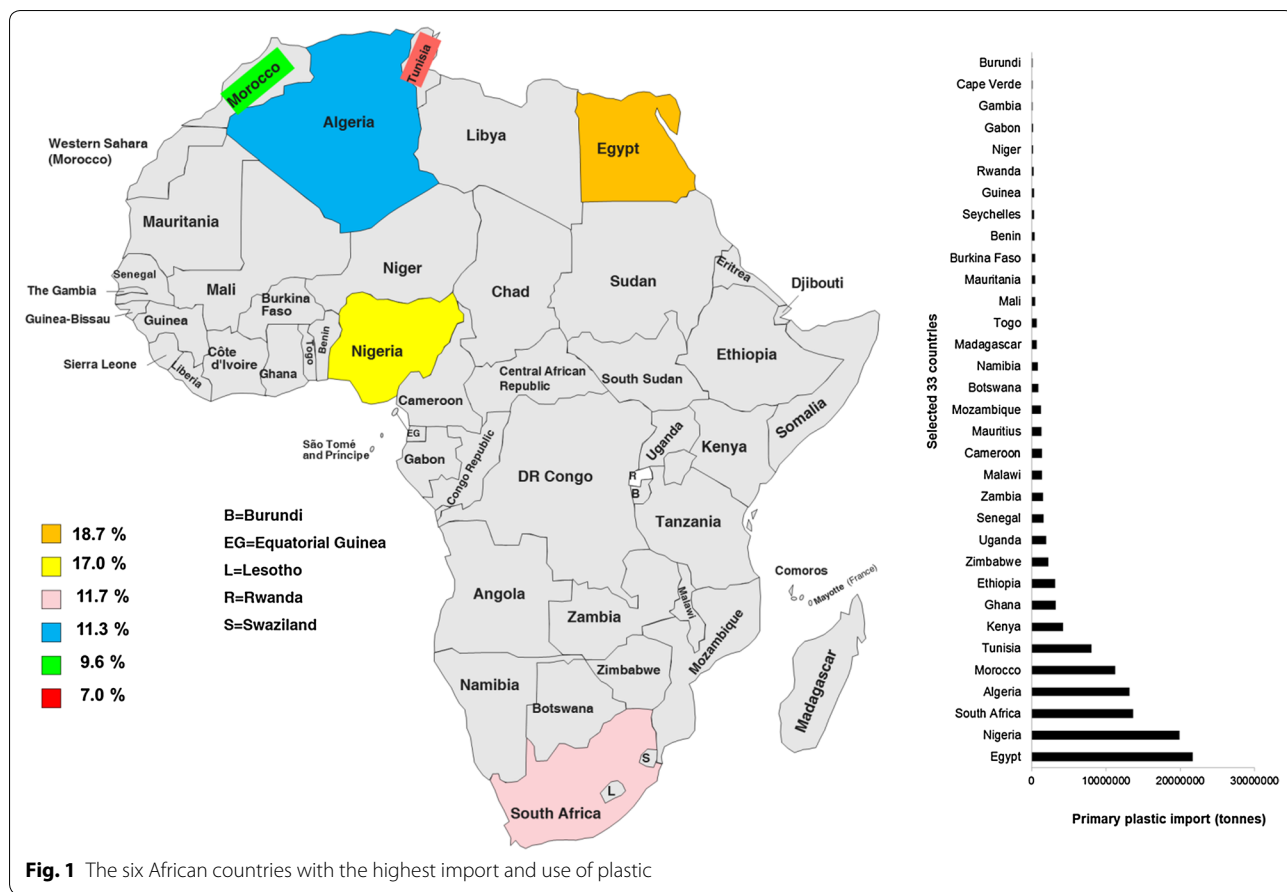 Morocco
Tunisia
Algeria
Libya
Egypt
Western Sahara
(Morocco)
Mauritania
Mali
Niger
Chad
Sudan
Eritrea
Djibouti
Senegal
The Gambia
Guinea-Bissau
Guinea
Sierra Leone
Liberia
Côte
d'Ivoire
Burkina
Faso
Ghana
Togo
Benin
Nigeria
Cameroon
Central African
Republic
South Sudan
Ethiopia
Somalia
EG
São Tomé
and Príncipe
Gabon
Congo Republic
DR Congo
Uganda
Kenya
R
B
Tanzania
Angola
Zambia
Malawi
Mozambique
Comoros
Mayotte (France)
Madagascar
Zimbabwe
Namibia
Botswana
S
L
South Africa
18.7 %
17.0 %
11.7 %
11.3 %
9.6 %
7.0 %
B=Burundi
EG=Equatorial Guinea
L=Lesotho
R=Rwanda
S=Swaziland
Selected 33 countries
Burundi
Cape Verde
Gambia
Gabon
Niger
Rwanda
Guinea
Seychelles
Benin
Burkina Faso
Mauritania
Mali
Togo
Madagascar
Namibia
Botswana
Mozambique
Mauritius
Cameroon
Malawi
Zambia
Senegal
Uganda
Zimbabwe
Ethiopia
Ghana
Kenya
Tunisia
Morocco
Algeria
South Africa
Nigeria
Egypt
0 10000000 20000000 30000000
Primary plastic import (tonnes)
Fig. 1 The six African countries with the highest import and use of plastic